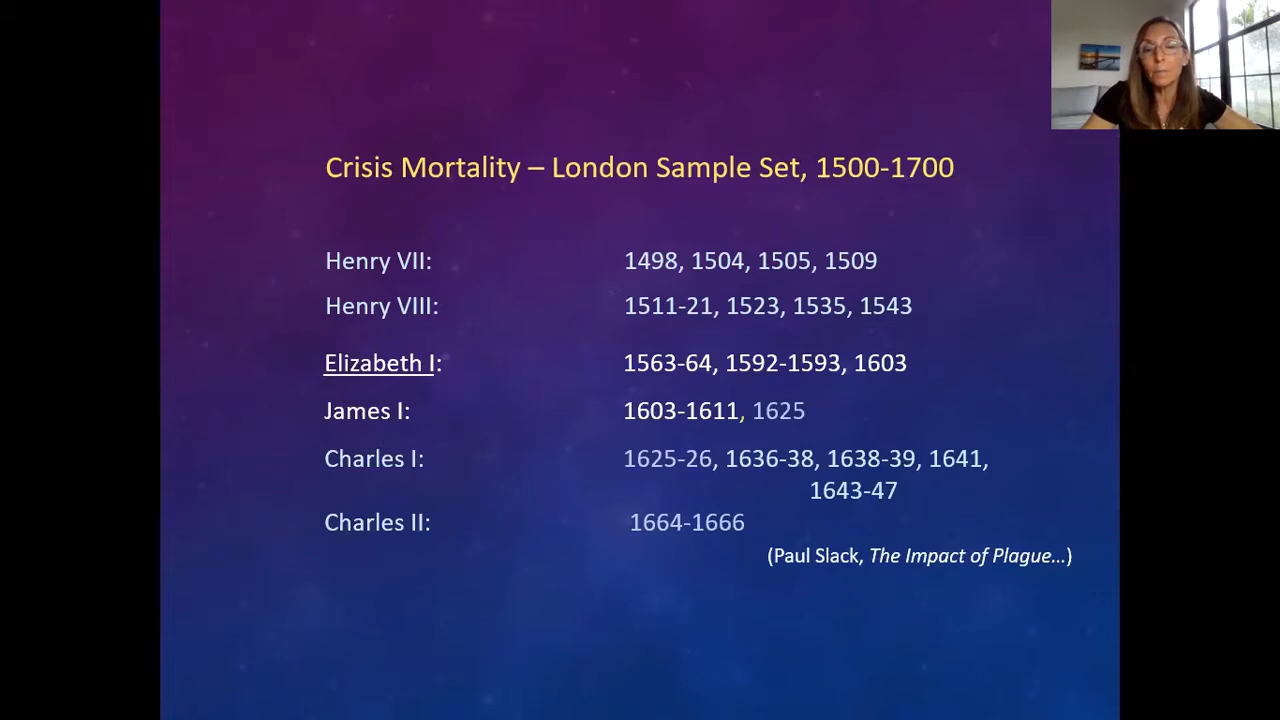 Crisis Mortality – London Sample Set, 1500-1700
Henry VII: 1498, 1504, 1505, 1509
Henry VIII: 1511-21, 1523, 1535, 1543
Elizabeth I: 1563-64, 1592-1593, 1603
James I: 1603-1611, 1625
Charles I: 1625-26, 1636-38, 1638-39, 1641,
1643-47
Charles II: 1664-1666
(Paul Slack, The Impact of Plague…)